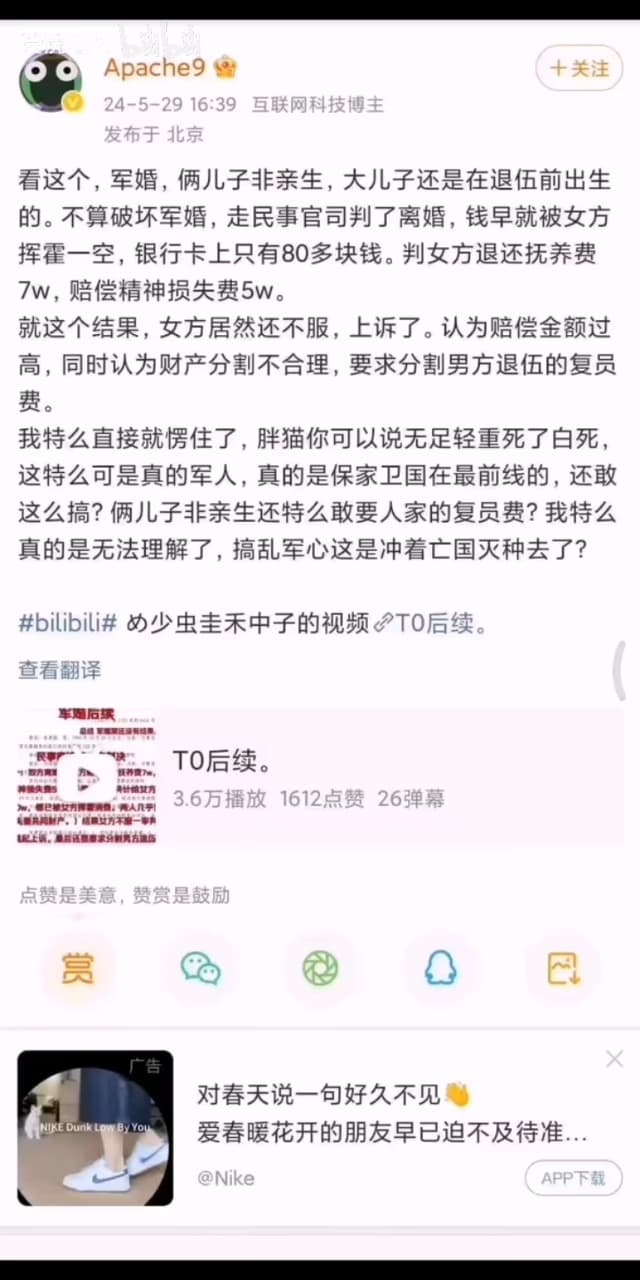 Apache9
+关注
24-5-29 16:39 互联网科技博主
发布于 北京
看这个，军婚，俩儿子非亲生，大儿子还是在退伍前出生
的。不算破坏军婚，走民事官司判了离婚，钱早就被女方
挥霍一空，银行卡上只有80多块钱。判女方退还抚养费
7w，赔偿精神损失费5w。
就这个结果，女方居然还不服，上诉了。认为赔偿金额过
高，同时认为财产分割不合理，要求分割男方退伍的复员
费。
我特么直接就愣住了，胖猫你可以说无足轻重死了白死，
这特么可是真的军人，真的是保家卫国在最前线的，还敢
这么搞？俩儿子非亲生还特么敢要人家的复员费？我特么
真的是无法理解了，搞乱军心这是冲着亡国灭种去了？
#bilibili# め少虫圭禾中子的视频T0后续。
查看翻译
军婚后续
T0后续。
3.6万播放 1612点赞 26弹幕
点赞是美意，赞赏是鼓励
赏
广告
NIKE Dunk Low By You
对春天说一句好久不见👋
爱春暖花开的朋友早已迫不及待准...
@Nike
APP下载